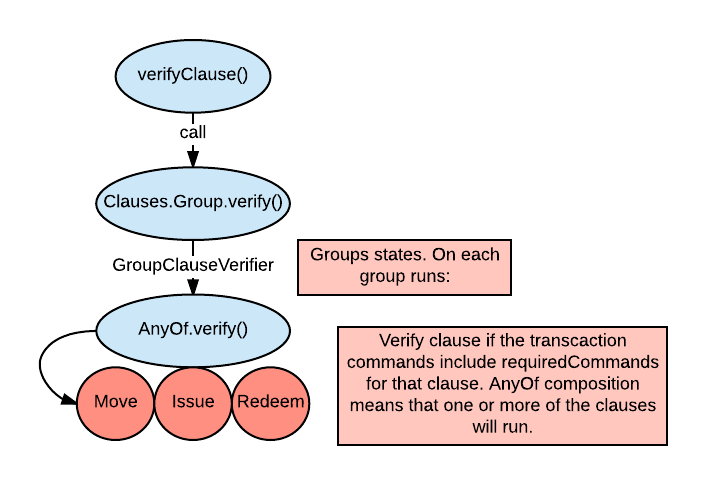 verifyClause()
call
Clauses.Group.verify()
GroupClauseVerifier
Groups states. On each
group runs:
AnyOf.verify()
Move
Issue
Redeem
Verify clause if the transcaction
commands include requiredCommands
for that clause. AnyOf composition
means that one or more of the clauses
will run.